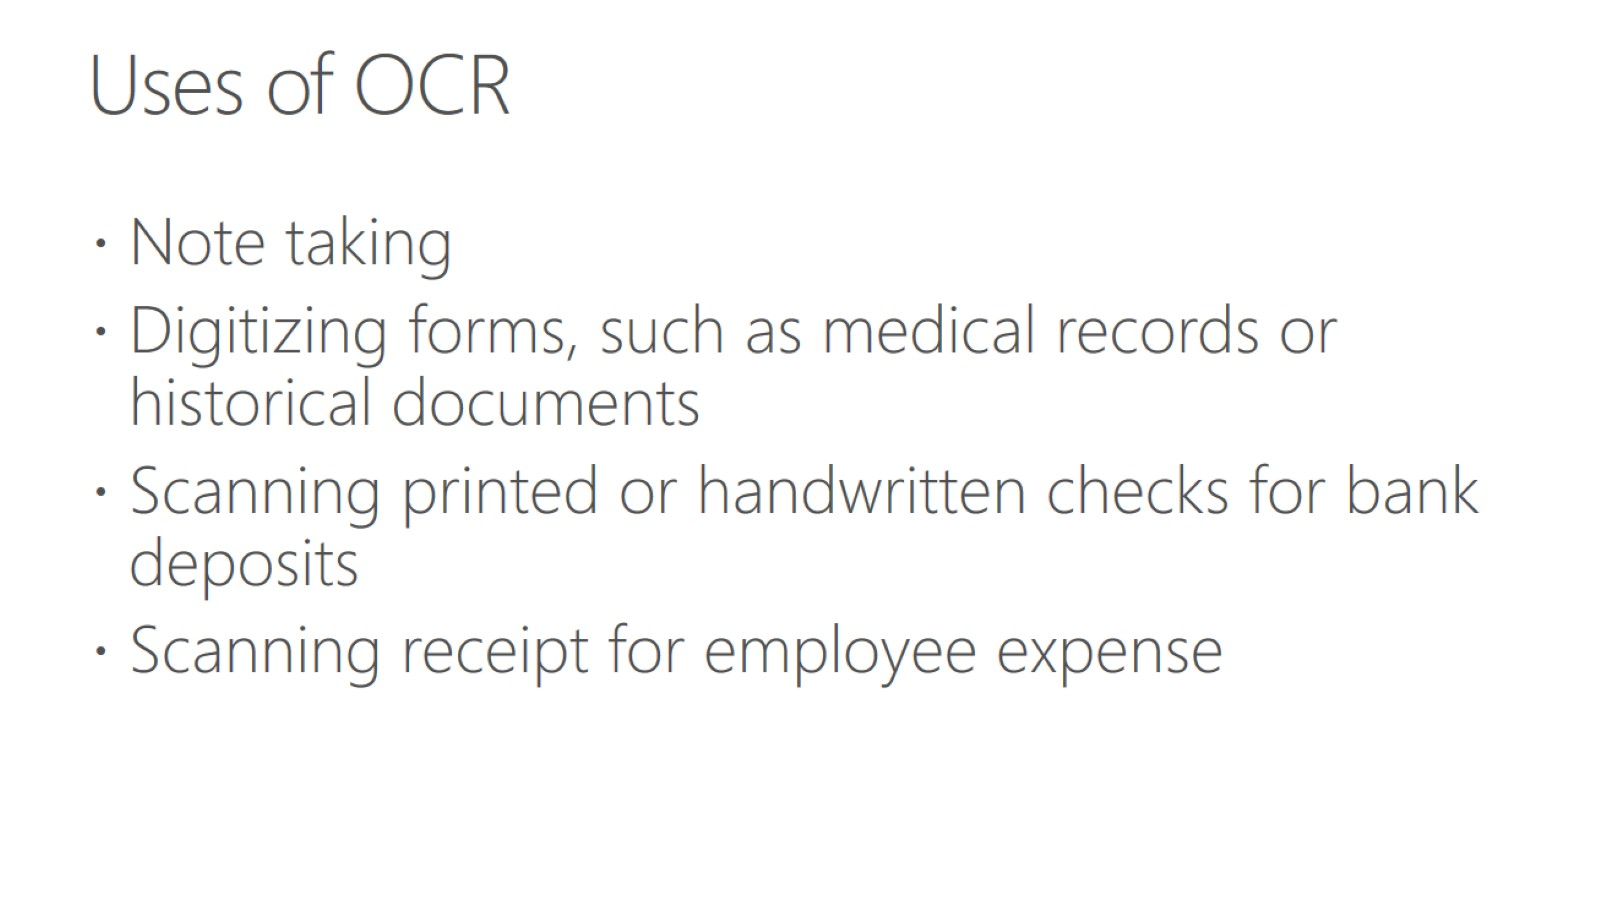 Uses of OCR
· Note taking
· Digitizing forms, such as medical records or
historical documents
· Scanning printed or handwritten checks for bank
deposits
· Scanning receipt for employee expense